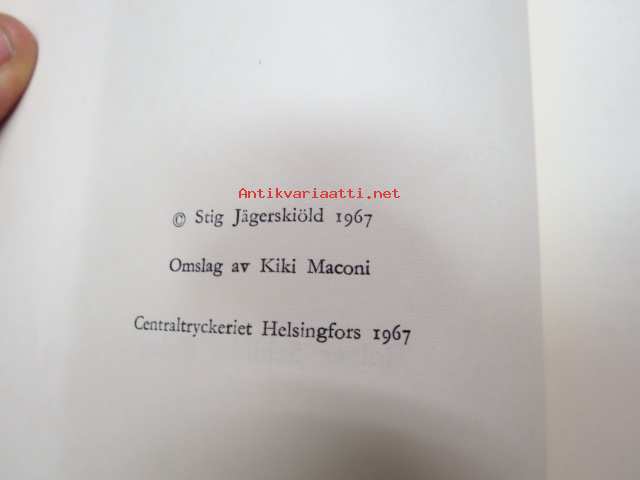 Antikvariaatti.net
© Stig Jägerskiöld 1967
Omslag av Kiki Maconi
Centraltryckeriet Helsingfors 1967